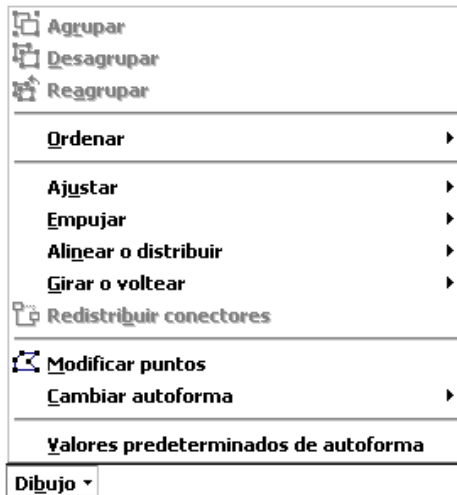 Agrupar
Desagrupar
Reagrupar
Ordenar
Ajustar
Empujar
Alinear o distribuir
Girar o voltear
Redistribuir conectores
Modificar puntos
Cambiar autoforma
Valores predeterminados de autoforma
Dibujo